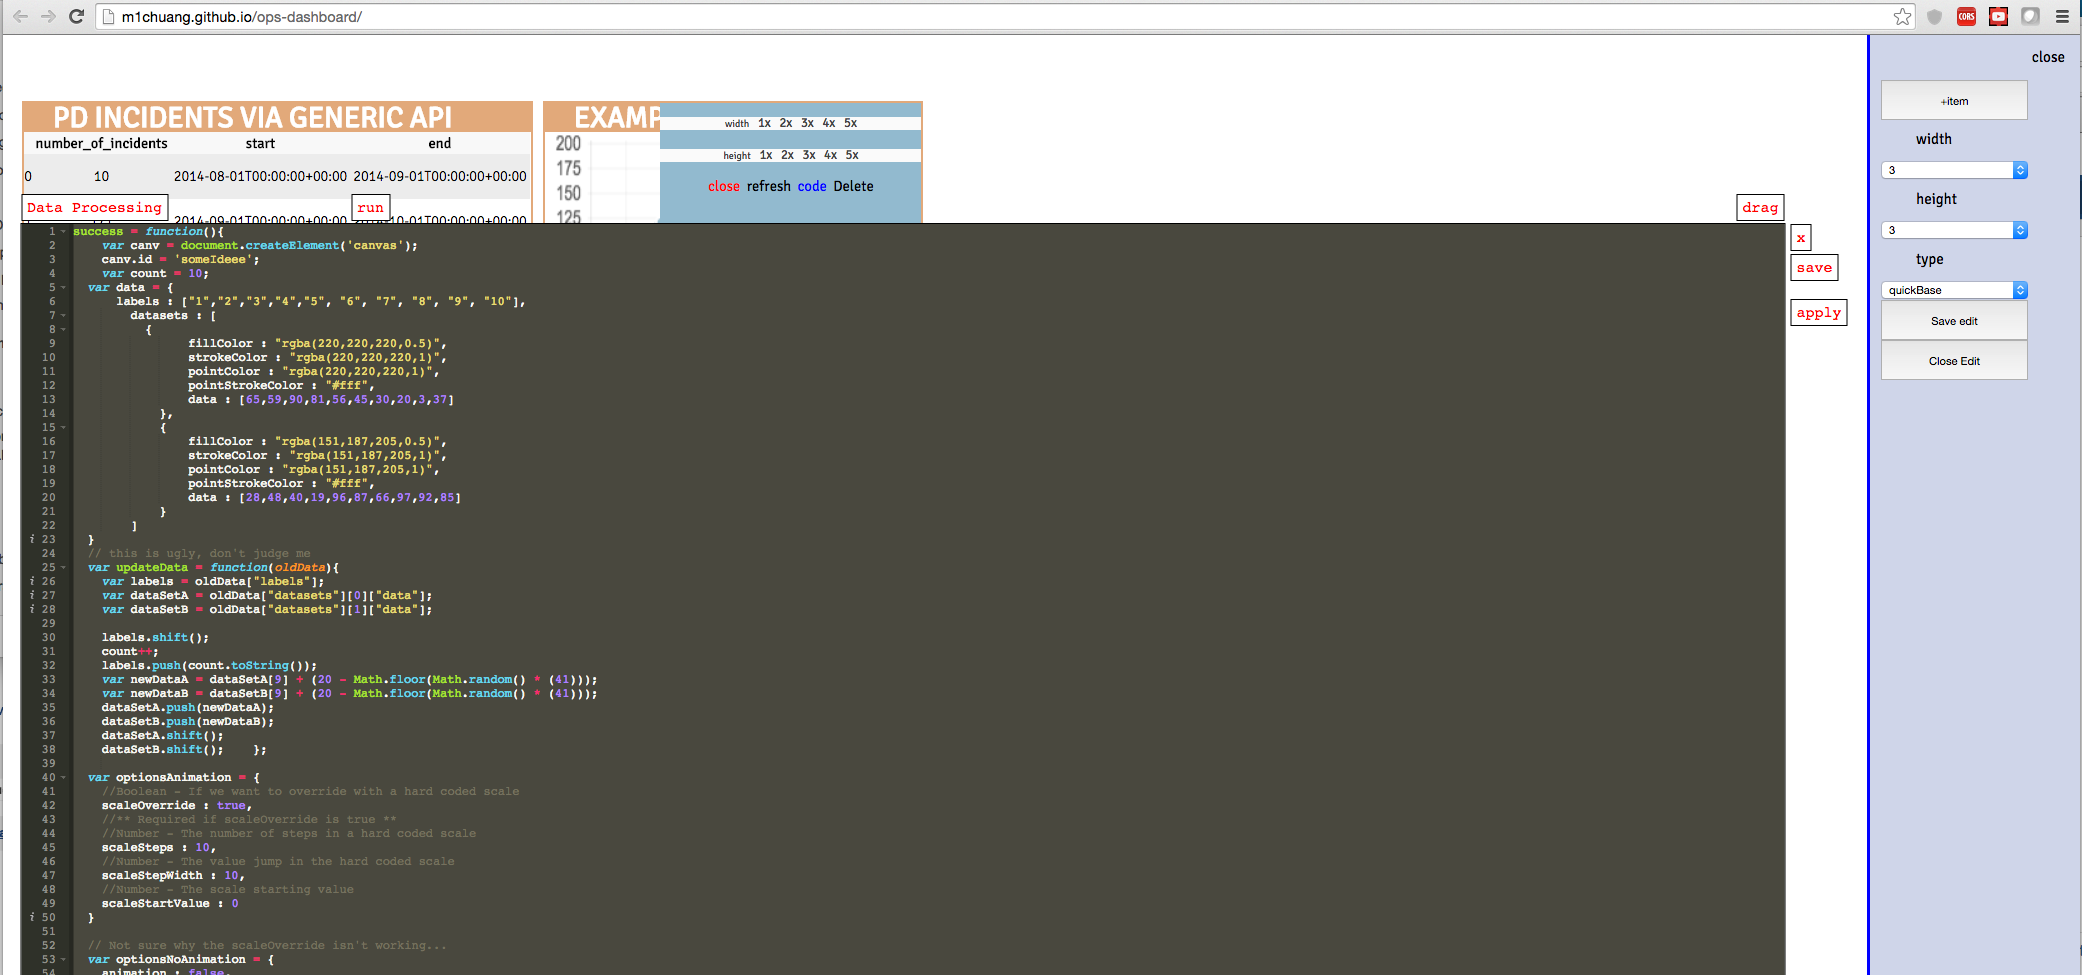 m1chuang.github.io/ops-dashboard/
CORS
close
+item
width
3
height
3
type
quickBase
Save edit
Close Edit
PD INCIDENTS VIA GENERIC API
number_of_incidents start end
0 10 2014-08-01T00:00:00+00:00 2014-09-01T00:00:00+00:00
2014-09-01T00:00:00+00:00 10-01T00:00:00+00:00
EXAMP
200
175
150
125
width 1x 2x 3x 4x 5x
height 1x 2x 3x 4x 5x
close refresh code Delete
Data Processing run drag
x
save
apply
1 success = function(){
2 var canv = document.createElement('canvas');
3 canv.id = 'someIdeee';
4 var count = 10;
5 var data = {
6 labels : ["1","2","3","4","5", "6", "7", "8", "9", "10"],
7 datasets : [
8 {
9 fillColor : "rgba(220,220,220,0.5)",
10 strokeColor : "rgba(220,220,220,1)",
11 pointColor : "rgba(220,220,220,1)",
12 pointStrokeColor : "#fff",
13 data : [65,59,90,81,56,45,30,20,3,37]
14 },
15 {
16 fillColor : "rgba(151,187,205,0.5)",
17 strokeColor : "rgba(151,187,205,1)",
18 pointColor : "rgba(151,187,205,1)",
19 pointStrokeColor : "#fff",
20 data : [28,48,40,19,96,87,66,97,92,85]
21 }
22 ]
i 23 }
24 // this is ugly, don't judge me
25 var updateData = function(oldData){
i 26 var labels = oldData["labels"];
i 27 var dataSetA = oldData["datasets"][0]["data"];
i 28 var dataSetB = oldData["datasets"][1]["data"];
29
30 labels.shift();
31 count++;
32 labels.push(count.toString());
33 var newDataA = dataSetA[9] + (20 - Math.floor(Math.random() * (41)));
34 var newDataB = dataSetB[9] + (20 - Math.floor(Math.random() * (41)));
35 dataSetA.push(newDataA);
36 dataSetB.push(newDataB);
37 dataSetA.shift();
38 dataSetB.shift(); };
39
40 var optionsAnimation = {
41 //Boolean - If we want to override with a hard coded scale
42 scaleOverride : true,
43 //** Required if scaleOverride is true **
44 //Number - The number of steps in a hard coded scale
45 scaleSteps : 10,
46 //Number - The value jump in the hard coded scale
47 scaleStepWidth : 10,
48 //Number - The scale starting value
49 scaleStartValue : 0
i 50 }
51
52 // Not sure why the scaleOverride isn't working...
53 var optionsNoAnimation = {
54 animation : false,